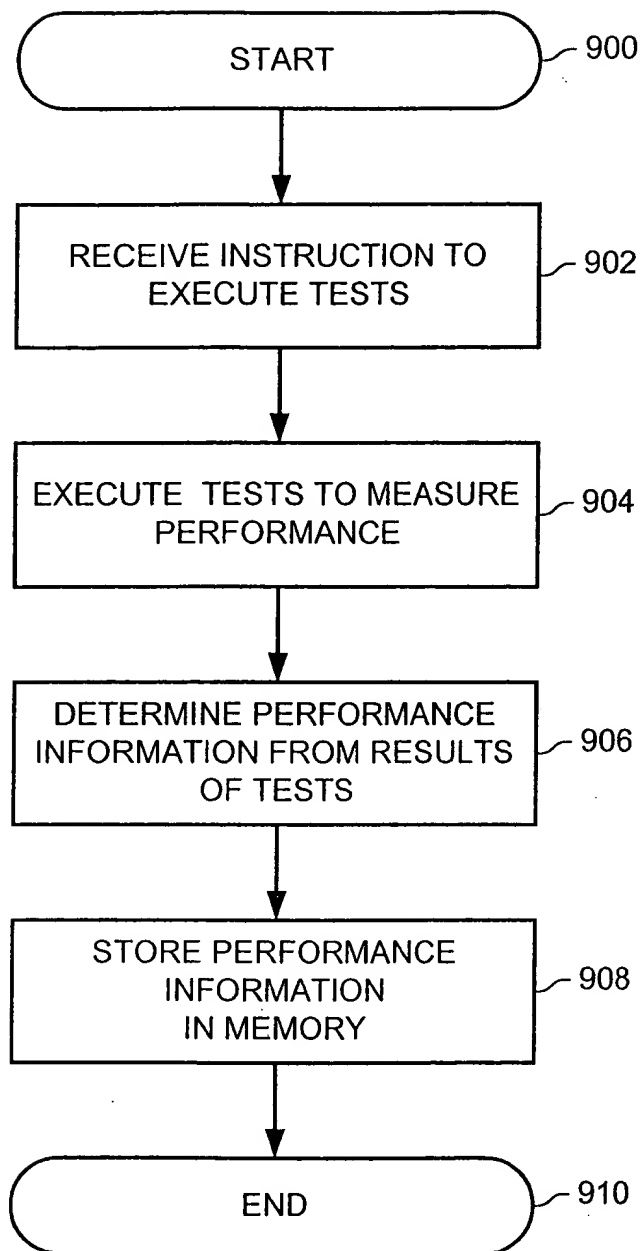 START
900
RECEIVE INSTRUCTION TO
EXECUTE TESTS
902
EXECUTE TESTS TO MEASURE
PERFORMANCE
904
DETERMINE PERFORMANCE
INFORMATION FROM RESULTS
OF TESTS
906
STORE PERFORMANCE
INFORMATION
IN MEMORY
908
END
910